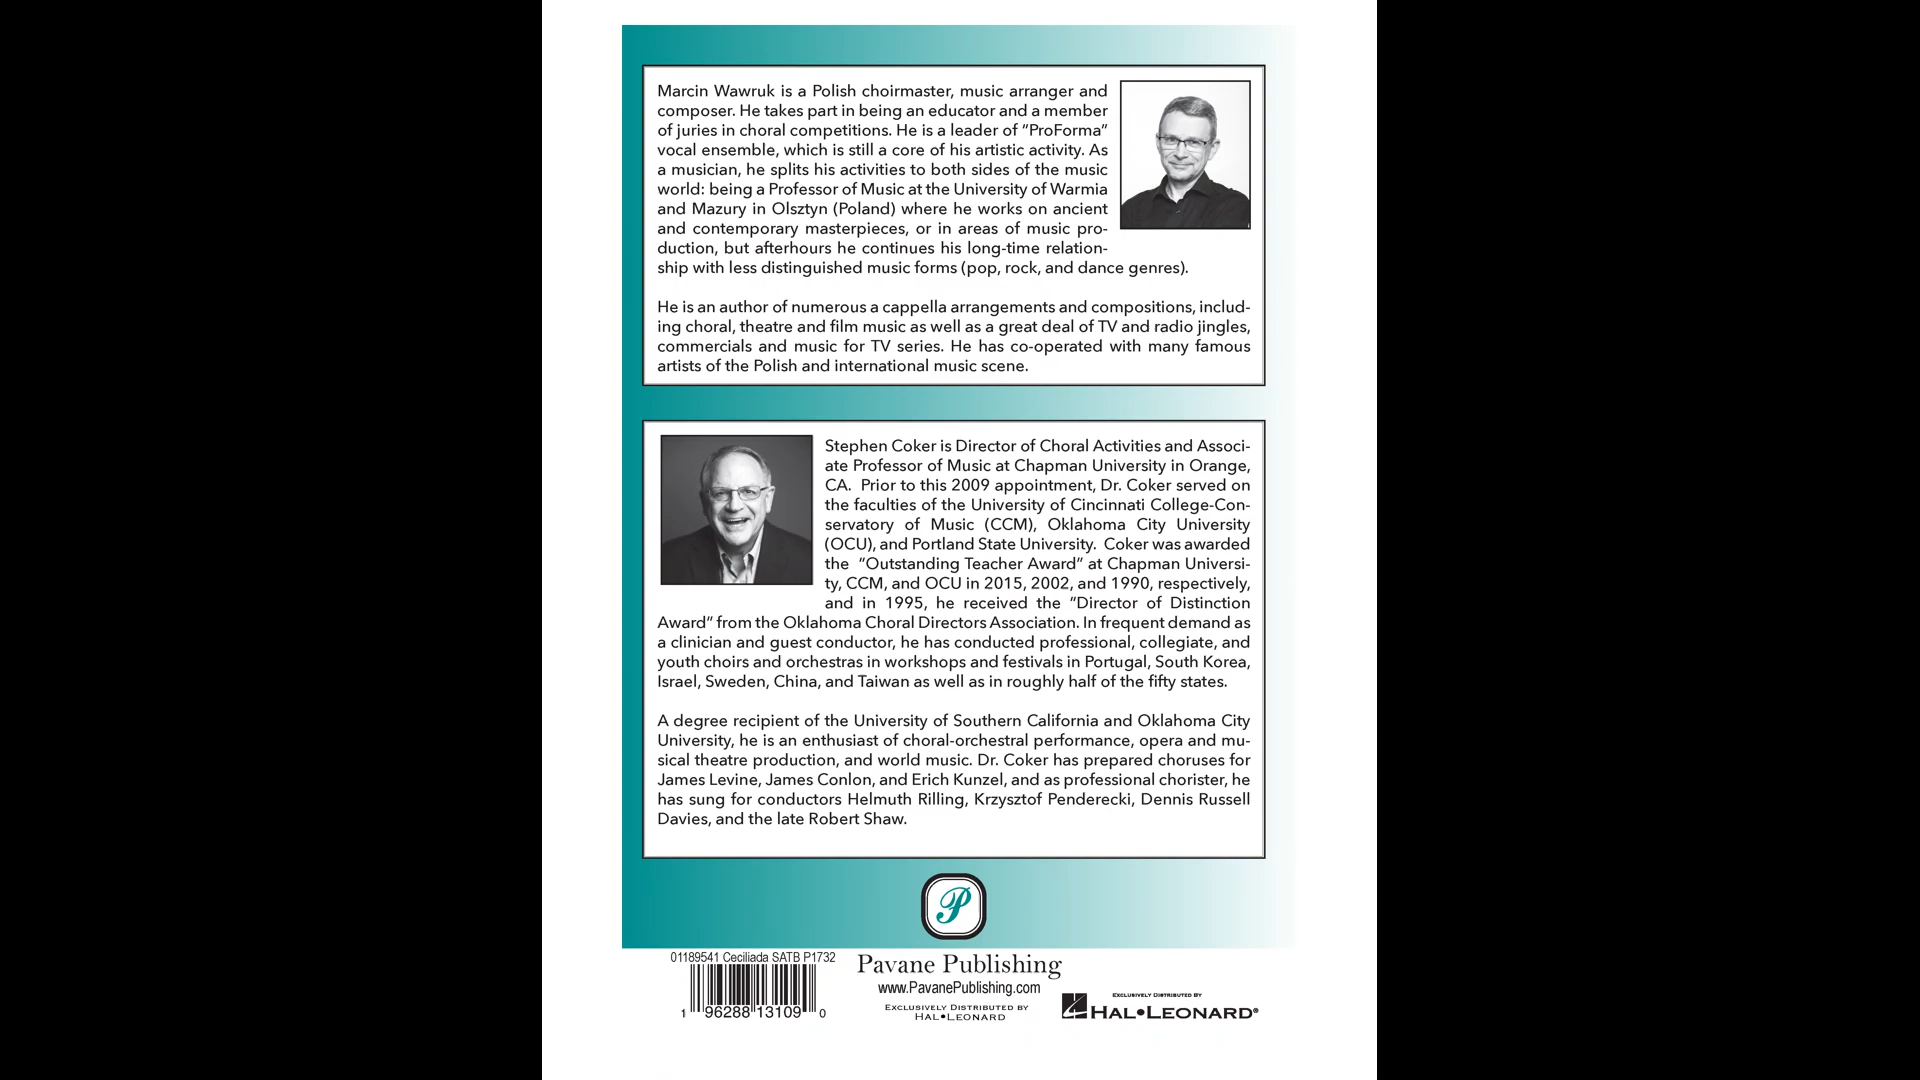 Marcin Wawruk is a Polish choirmaster, music arranger and
composer. He takes part in being an educator and a member
of juries in choral competitions. He is a leader of “ProForma”
vocal ensemble, which is still a core of his artistic activity. As
a musician, he splits his activities to both sides of the music
world: being a Professor of Music at the University of Warmia
and Mazury in Olsztyn (Poland) where he works on ancient
and contemporary masterpieces, or in areas of music pro-
duction, but afterhours he continues his long-time relation-
ship with less distinguished music forms (pop, rock, and dance genres).
He is an author of numerous a cappella arrangements and compositions, includ-
ing choral, theatre and film music as well as a great deal of TV and radio jingles,
commercials and music for TV series. He has co-operated with many famous
artists of the Polish and international music scene.
Stephen Coker is Director of Choral Activities and Associ-
ate Professor of Music at Chapman University in Orange,
CA. Prior to this 2009 appointment, Dr. Coker served on
the faculties of the University of Cincinnati College-Con-
servatory of Music (CCM), Oklahoma City University
(OCU), and Portland State University. Coker was awarded
the “Outstanding Teacher Award” at Chapman Universi-
ty, CCM, and OCU in 2015, 2002, and 1990, respectively,
and in 1995, he received the “Director of Distinction
Award” from the Oklahoma Choral Directors Association. In frequent demand as
a clinician and guest conductor, he has conducted professional, collegiate, and
youth choirs and orchestras in workshops and festivals in Portugal, South Korea,
Israel, Sweden, China, and Taiwan as well as in roughly half of the fifty states.
A degree recipient of the University of Southern California and Oklahoma City
University, he is an enthusiast of choral-orchestral performance, opera and mu-
sical theatre production, and world music. Dr. Coker has prepared choruses for
James Levine, James Conlon, and Erich Kunzel, and as professional chorister, he
has sung for conductors Helmuth Rilling, Krzysztof Penderecki, Dennis Russell
Davies, and the late Robert Shaw.
P
01189541 Ceciliada SATB P1732
1 96288 13109 0
Pavane Publishing
www.PavanePublishing.com
Exclusively Distributed by
Hal•Leonard
Exclusively Distributed By
Hal•Leonard®